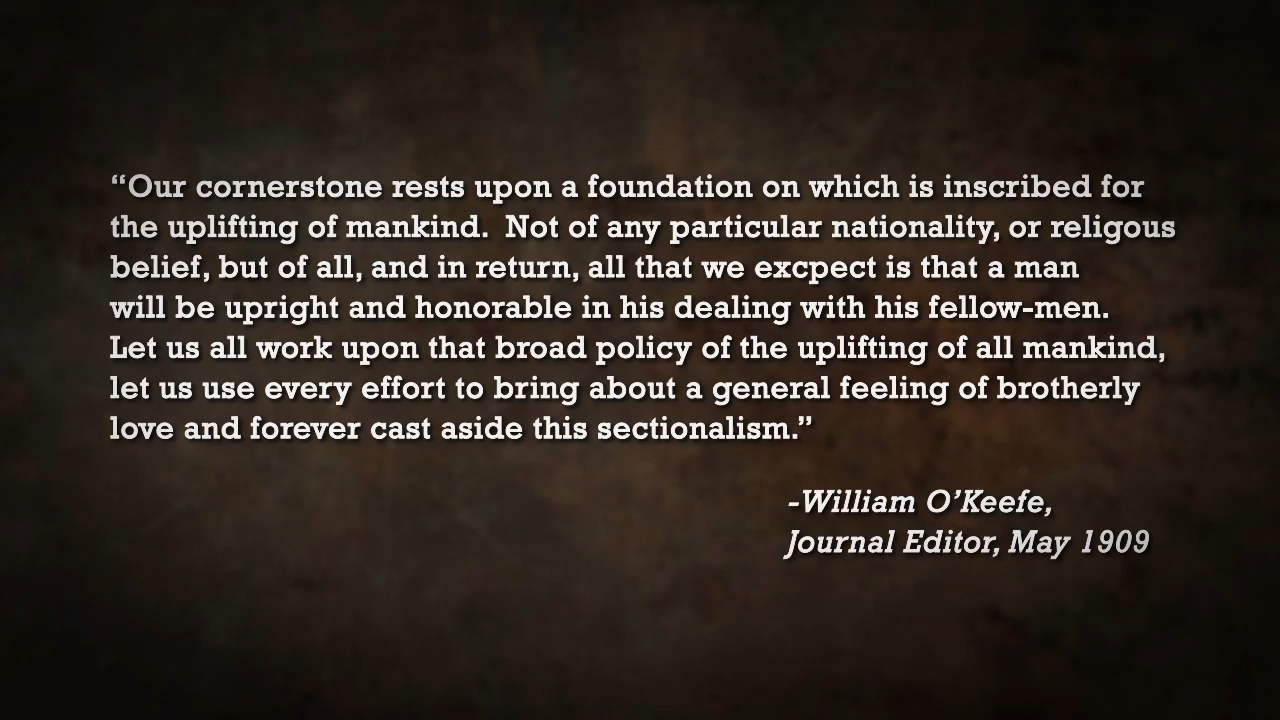 “Our cornerstone rests upon a foundation on which is inscribed for
the uplifting of mankind.  Not of any particular nationality, or religous
belief, but of all, and in return, all that we excpect is that a man
will be upright and honorable in his dealing with his fellow-men.
Let us all work upon that broad policy of the uplifting of all mankind,
let us use every effort to bring about a general feeling of brotherly
love and forever cast aside this sectionalism.”
-William O’Keefe,
Journal Editor, May 1909